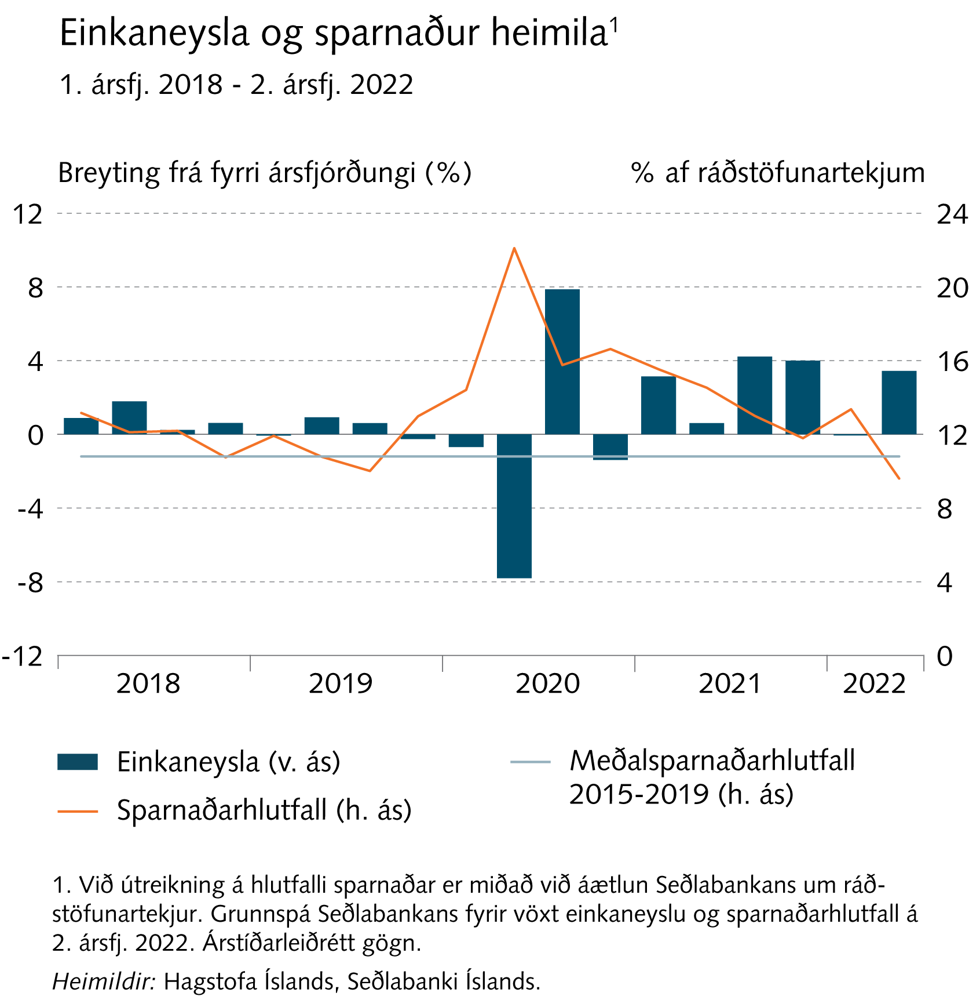 Einkaneysla og sparnaður heimila¹
1. ársfj. 2018 - 2. ársfj. 2022
Breyting frá fyrri ársfjórðungi (%)
% af ráðstöfunartekjum
12
24
8
20
4
16
0
12
-4
8
-8
4
-12
0
2018
2019
2020
2021
2022
Einkaneysla (v. ás)
Sparnaðarhlutfall (h. ás)
Meðalsparnaðarhlutfall
2015-2019 (h. ás)
1. Við útreikning á hlutfalli sparnaðar er miðað við áætlun Seðlabankans um ráð-
stöfunartekjur. Grunnspá Seðlabankans fyrir vöxt einkaneyslu og sparnaðarhlutfall á
2. ársfj. 2022. Árstíðarleiðrétt gögn.
Heimildir: Hagstofa Íslands, Seðlabanki Íslands.